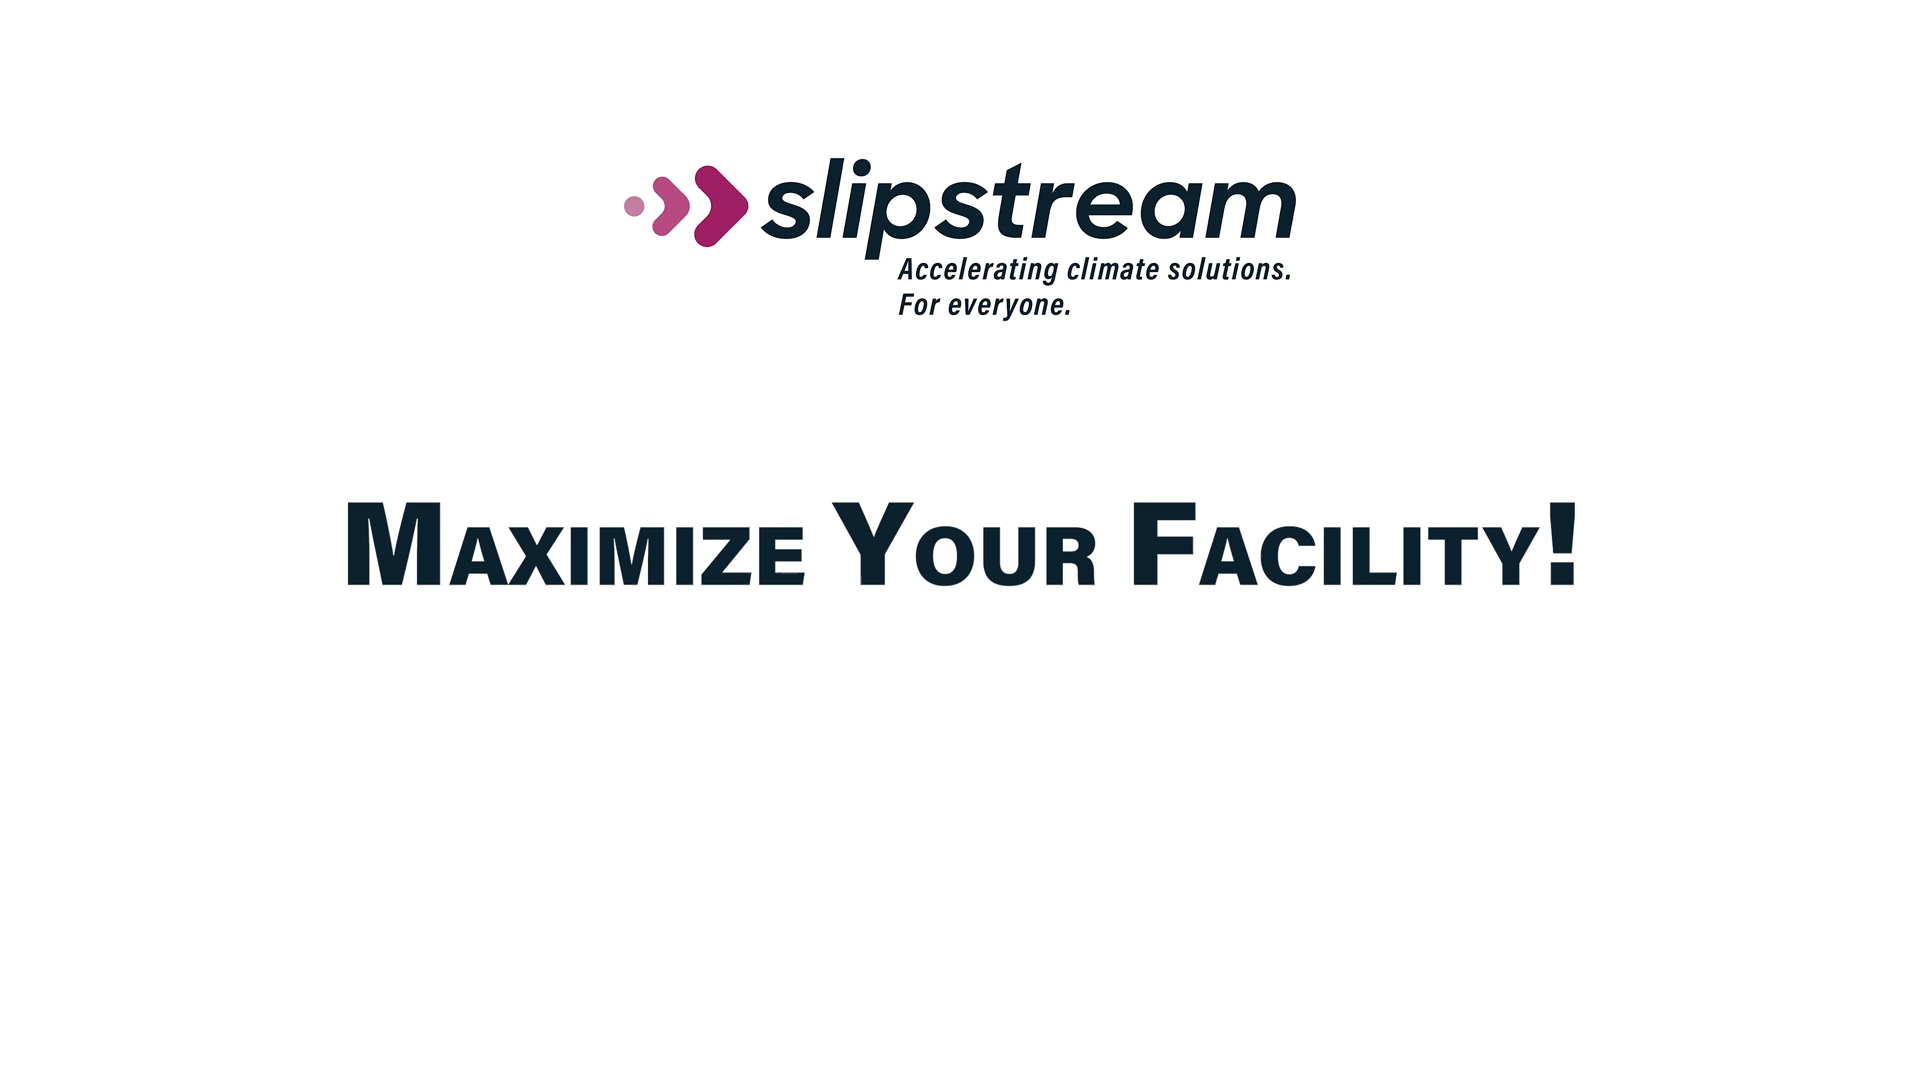 slipstream
Accelerating climate solutions.
For everyone.
Maximize Your Facility!